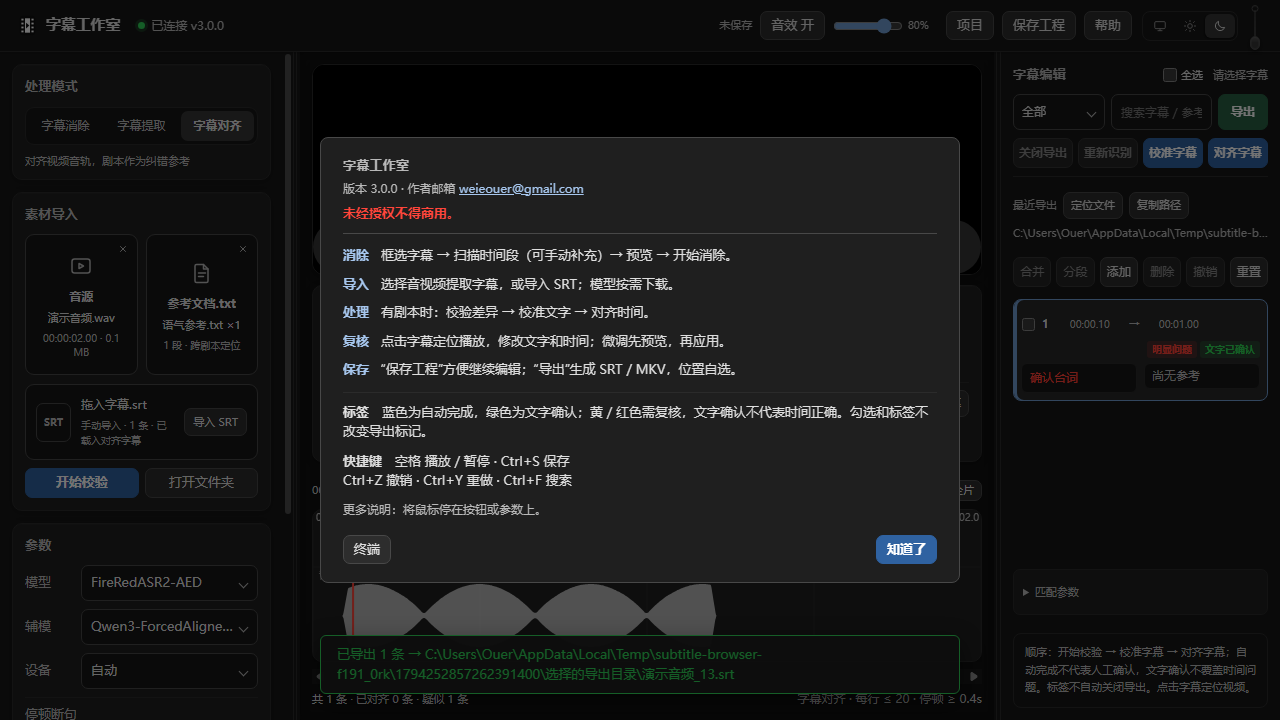 字幕工作室
已连接 v3.0.0
未保存
音效 开
80%
项目
保存工程
帮助
处理模式
字幕消除
字幕提取
字幕对齐
对齐视频音轨，剧本作为纠错参考
素材导入
音源
演示音频.wav
00:00:02.00 · 0.1
MB
参考文档.txt
语气参考.txt ×1
1 段 · 跨剧本定位
SRT
拖入字幕.srt
手动导入 · 1 条 · 已
载入对齐字幕
导入 SRT
开始校验
打开文件夹
参数
模型
FireRedASR2-AED
辅模
Qwen3-ForcedAligne...
设备
自动
停顿断句
字幕工作室
版本 3.0.0 · 作者邮箱 weieouer@gmail.com
未经授权不得商用。
消除 框选字幕 → 扫描时间段（可手动补充）→ 预览 → 开始消除。
导入 选择音视频提取字幕，或导入 SRT；模型按需下载。
处理 有剧本时：校验差异 → 校准文字 → 对齐时间。
复核 点击字幕定位播放，修改文字和时间；微调先预览，再应用。
保存 “保存工程”方便继续编辑；“导出”生成 SRT / MKV，位置自选。
标签 蓝色为自动完成，绿色为文字确认；黄 / 红色需复核，文字确认不代表时间正确。勾选和标签不
改变导出标记。
快捷键 空格 播放 / 暂停 · Ctrl+S 保存
Ctrl+Z 撤销 · Ctrl+Y 重做 · Ctrl+F 搜索
更多说明：将鼠标停在按钮或参数上。
终端
知道了
02.0
已导出 1 条 → C:\Users\Ouer\AppData\Local\Temp\subtitle-browser-
f191_0rk\1794252857262391400\选择的导出目录\演示音频_13.srt
共 1 条 · 已对齐 0 条 · 疑似 1 条
字幕对齐 · 每行 ≤ 20 · 停顿 ≥ 0.4s
字幕编辑
全选
请选择字幕
全部
搜索字幕 / 参考
导出
关闭导出
重新识别
校准字幕
对齐字幕
最近导出
定位文件
复制路径
C:\Users\Ouer\AppData\Local\Temp\subtitle-b...
合并
分段
添加
删除
撤销
重置
1
00:00.10
→
00:01.00
明显问题
文字已确认
确认台词
尚无参考
匹配参数
顺序：开始校验 → 校准字幕 → 对齐字幕；自
动完成不代表人工确认，文字确认不覆盖时间问
题。标签不自动关闭导出。点击字幕定位视频。